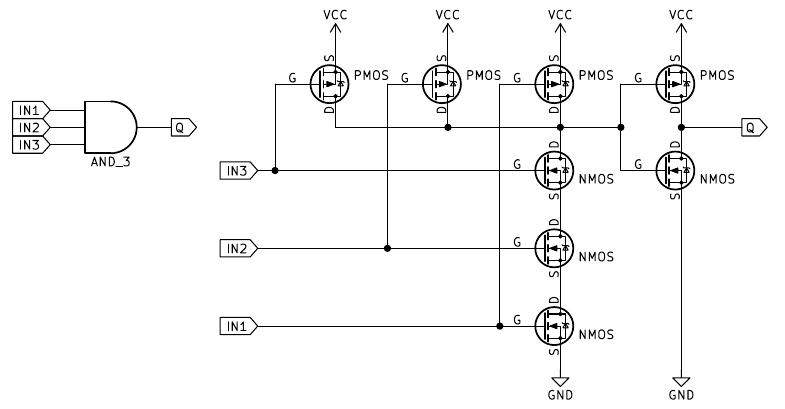 VCC VCC VCC VCC
S S S S
G PMOS G PMOS G PMOS G PMOS
D D D D
IN1
IN2 Q Q
IN3
AND_3
D D
IN3 G NMOS G NMOS
S S
D
IN2 G NMOS
S
D
IN1 G NMOS
S
GND GND